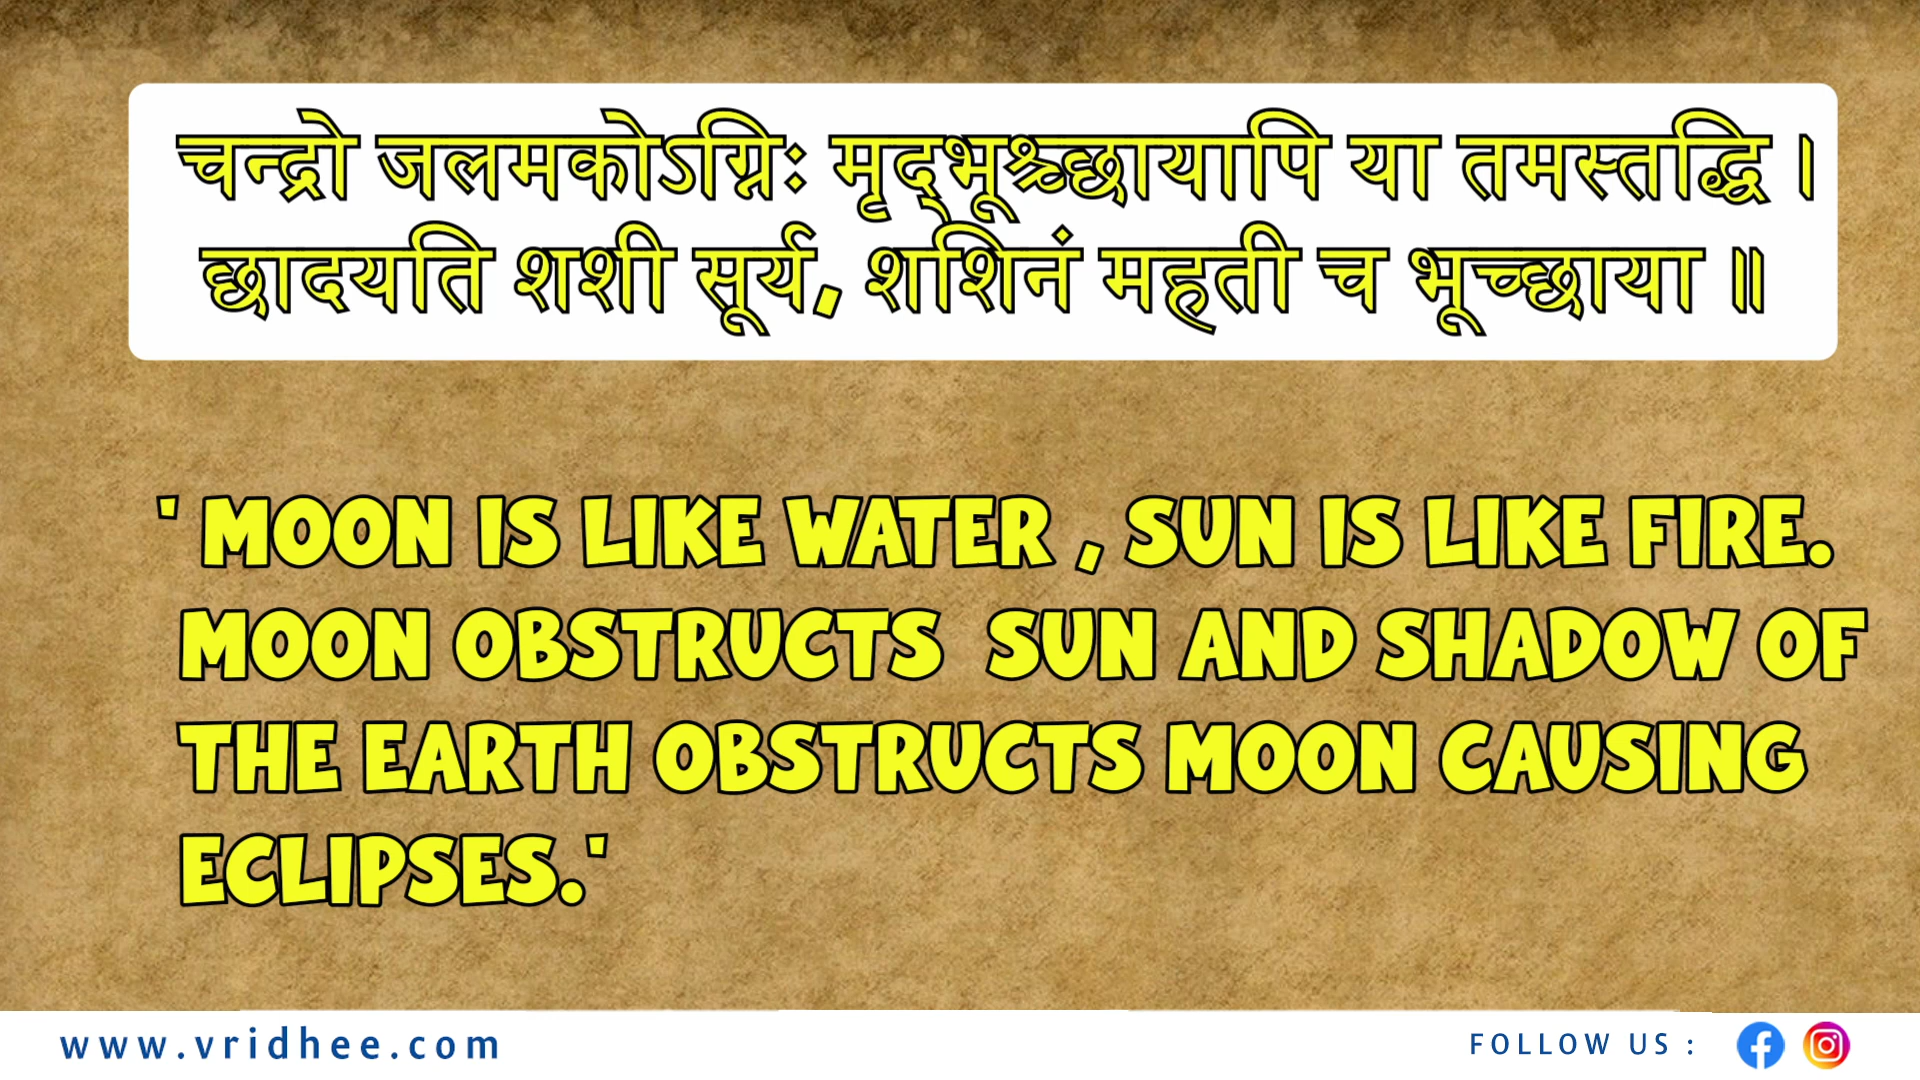 चन्द्रो जलमकोऽग्निः मृद्भूश्छायापि या तमस्तद्धि ।
छादयति शशी सूर्य, शशिनं महती च भूच्छाया ॥
' MOON IS LIKE WATER , SUN IS LIKE FIRE.
MOON OBSTRUCTS SUN AND SHADOW OF
THE EARTH OBSTRUCTS MOON CAUSING
ECLIPSES.'
www.vridhee.com
FOLLOW US :